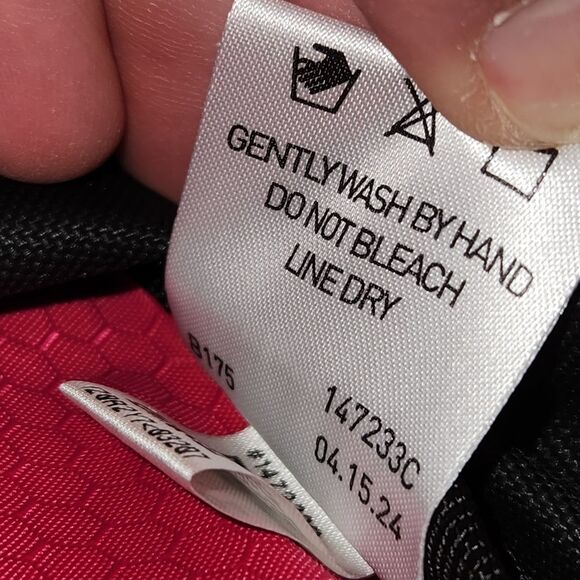 GENTLY WASH BY HAND
DO NOT BLEACH
LINE DRY
B175
147233C
04.15.24